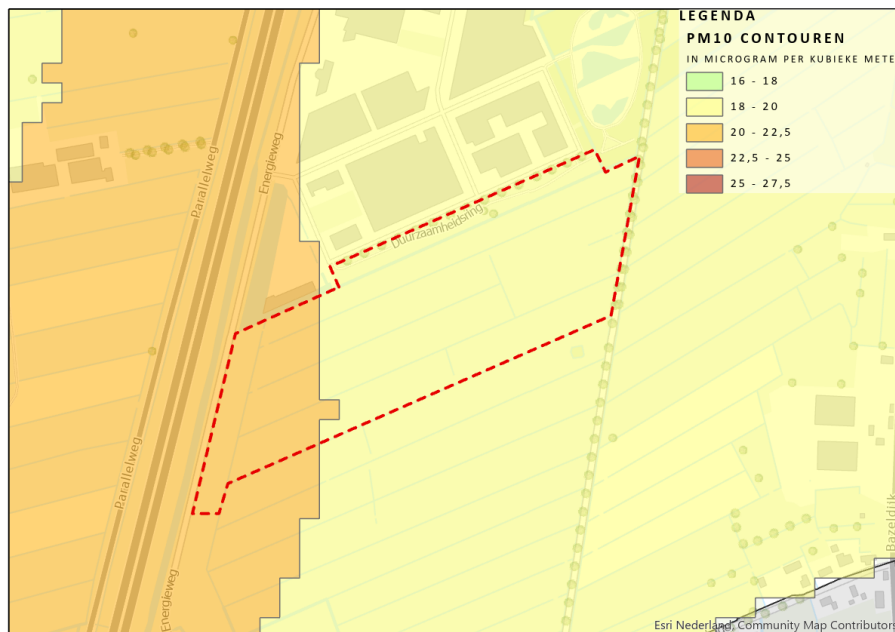 LEGENDA
PM10 CONTOUREN
IN MICROGRAM PER KUBIEKE METE
16 - 18
18 - 20
20 - 22,5
22,5 - 25
25 - 27,5
Parallelweg
Energieweg
Duurzaamheidsring
Parallelweg
Energieweg
Bazeldijk
Esri Nederland, Community Map Contributors